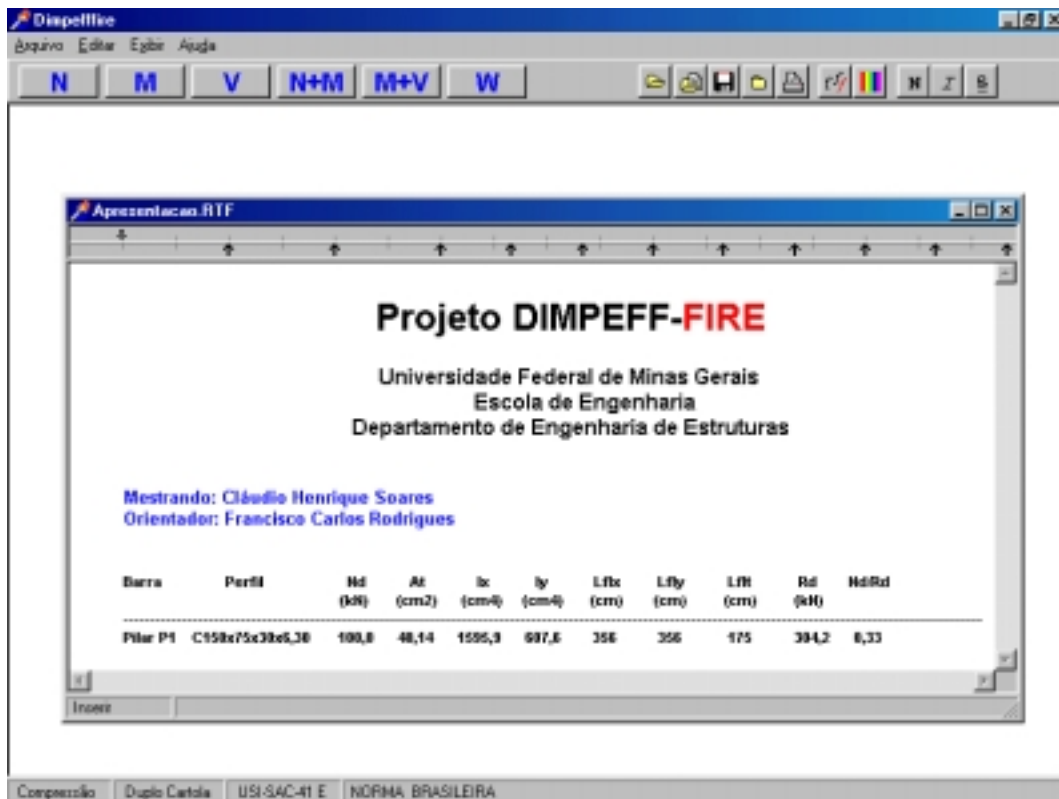 Dimpelffire
Arquivo Editar Exibir Ajuda
N M V N+M M+V W N I S
Apresentacao.RTF
Projeto DIMPEFF-FIRE
Universidade Federal de Minas Gerais
Escola de Engenharia
Departamento de Engenharia de Estruturas
Mestrando: Cláudio Henrique Soares
Orientador: Francisco Carlos Rodrigues
Barra Perfil Nd At Ix Iy Lflx Lfly Lflt Rd Nd/Rd
(kN) (cm2) (cm4) (cm4) (cm) (cm) (cm) (kN)
Pilar P1 C150x75x30x6,30 100,0 40,14 1595,9 607,6 356 356 175 304,2 0,33
Inserir
Compressão Duplo Cartola USI-SAC-41 E NORMA BRASILEIRA